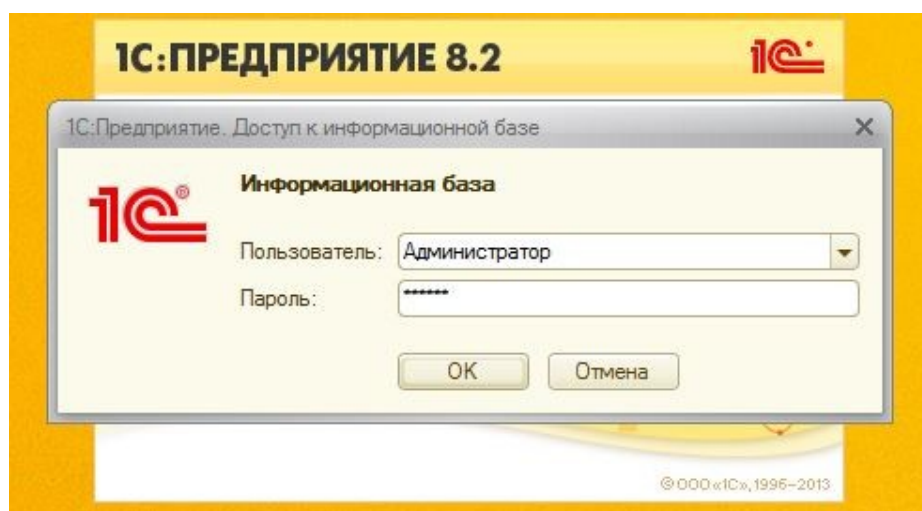 1С:ПРЕДПРИЯТИЕ 8.2
1С®
1С:Предприятие. Доступ к информационной базе
1С®
Информационная база
Пользователь: Администратор
Пароль: ******
ОК Отмена
© ООО «1С», 1996–2013